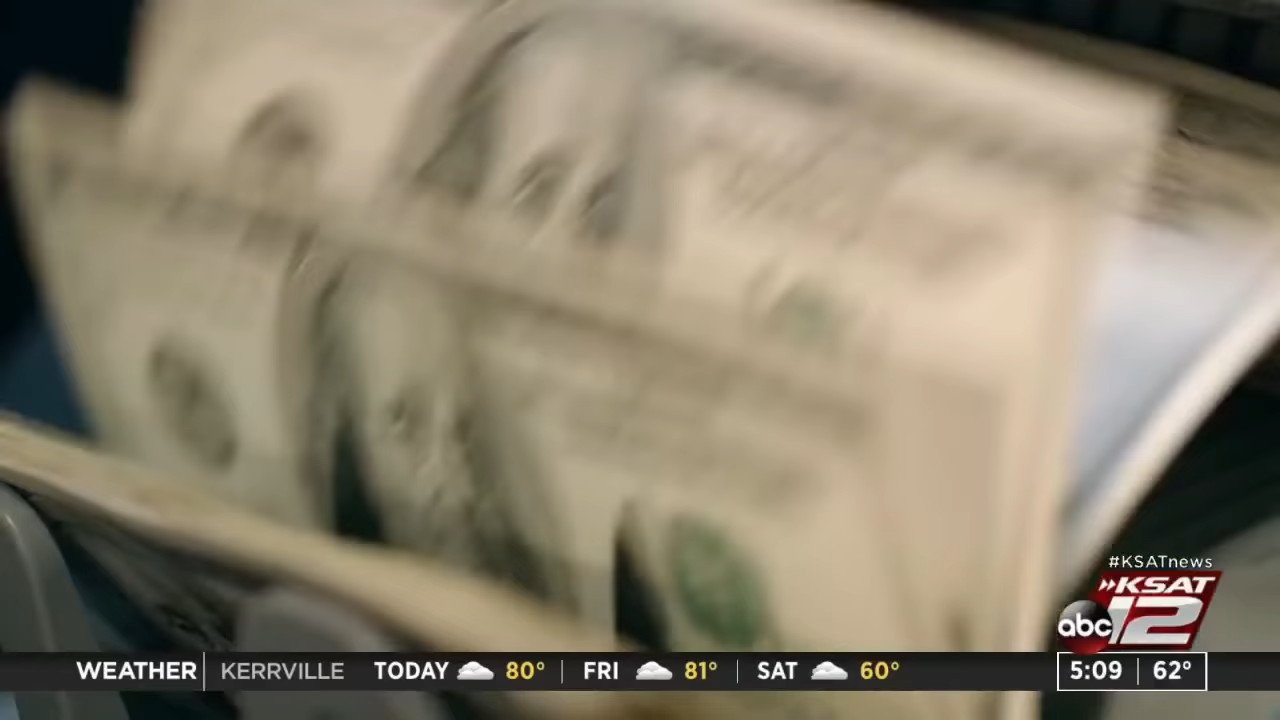 #KSATnews
KSAT
abc 12
WEATHER KERRVILLE TODAY 80° FRI 81° SAT 60° 5:09 62°